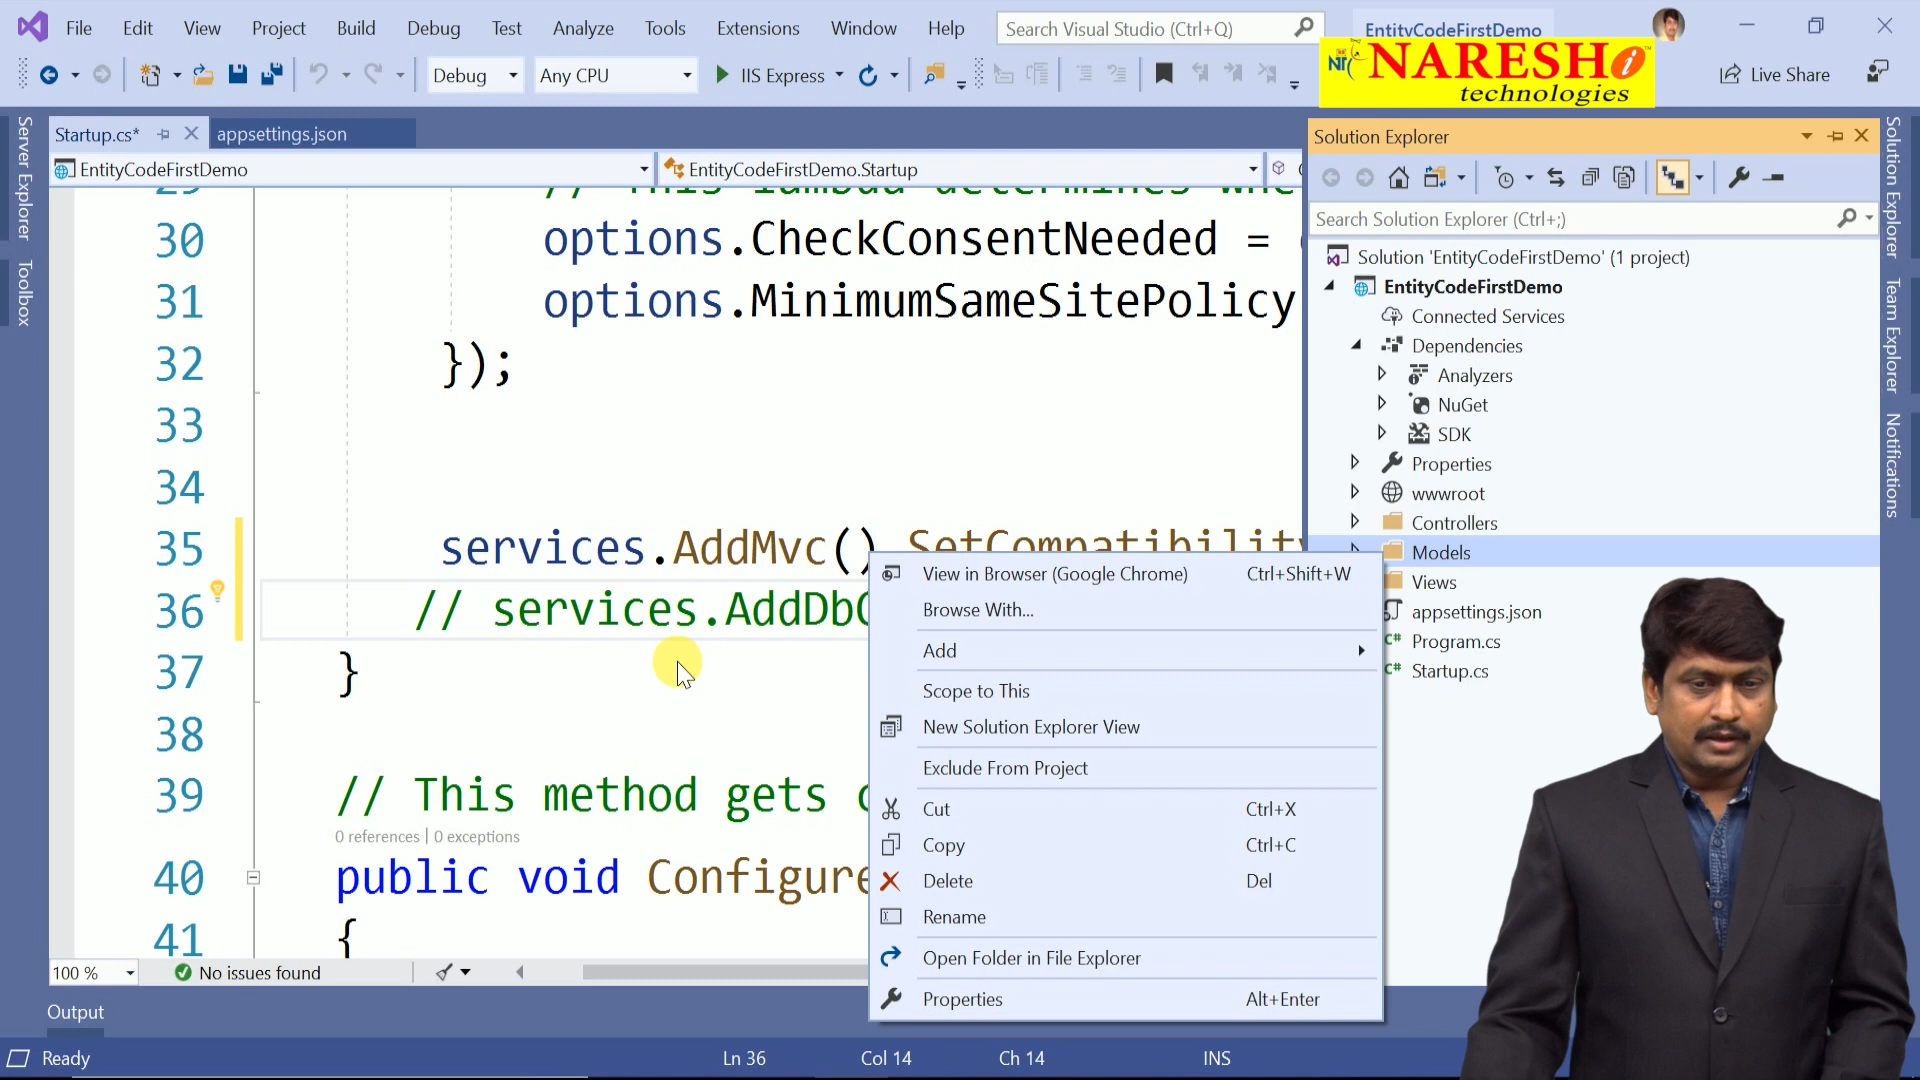 File Edit View Project Build Debug Test Analyze Tools Extensions Window Help Search Visual Studio (Ctrl+Q) EntityCodeFirstDemo
Debug Any CPU IIS Express Live Share
NT NARESH i
technologies
Server Explorer
Toolbox
Startup.cs* appsettings.json
EntityCodeFirstDemo EntityCodeFirstDemo.Startup
29 // This lambda determines whe
30 options.CheckConsentNeeded =
31 options.MinimumSameSitePolicy
32 });
33
34
35 services.AddMvc().SetCompatibility
36 // services.AddDbC
37 }
38
39 // This method gets c
0 references | 0 exceptions
40 public void Configure
41 {
100 % No issues found
Output
Ready Ln 36 Col 14 Ch 14 INS
View in Browser (Google Chrome) Ctrl+Shift+W
Browse With...
Add
Scope to This
New Solution Explorer View
Exclude From Project
Cut Ctrl+X
Copy Ctrl+C
Delete Del
Rename
Open Folder in File Explorer
Properties Alt+Enter
Solution Explorer
Search Solution Explorer (Ctrl+;)
Solution 'EntityCodeFirstDemo' (1 project)
EntityCodeFirstDemo
Connected Services
Dependencies
Analyzers
NuGet
SDK
Properties
wwwroot
Controllers
Models
Views
appsettings.json
C# Program.cs
C# Startup.cs
Solution Explorer
Team Explorer
Notifications